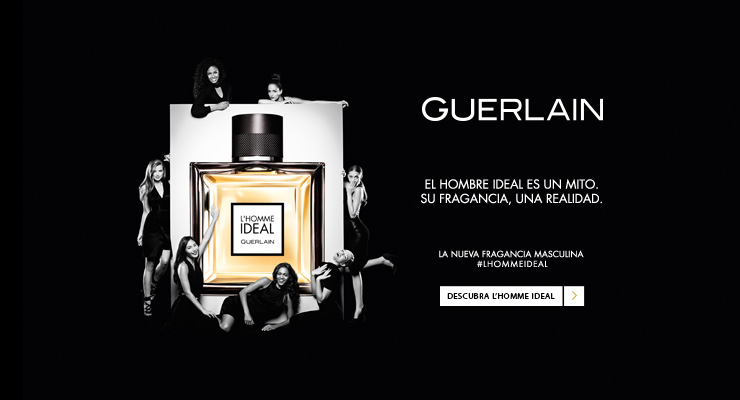 L'HOMME
IDEAL
GUERLAIN
GUERLAIN
EL HOMBRE IDEAL ES UN MITO.
SU FRAGANCIA, UNA REALIDAD.
LA NUEVA FRAGANCIA MASCULINA
#LHOMMEIDEAL
DESCUBRA L'HOMME IDEAL